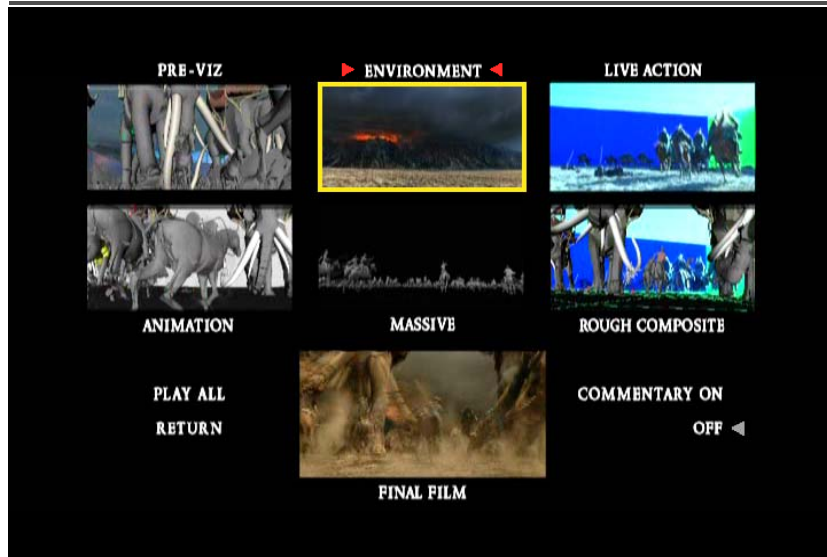 PRE-VIZ
ENVIRONMENT
LIVE ACTION
ANIMATION
MASSIVE
ROUGH COMPOSITE
PLAY ALL
COMMENTARY ON
RETURN
OFF
FINAL FILM